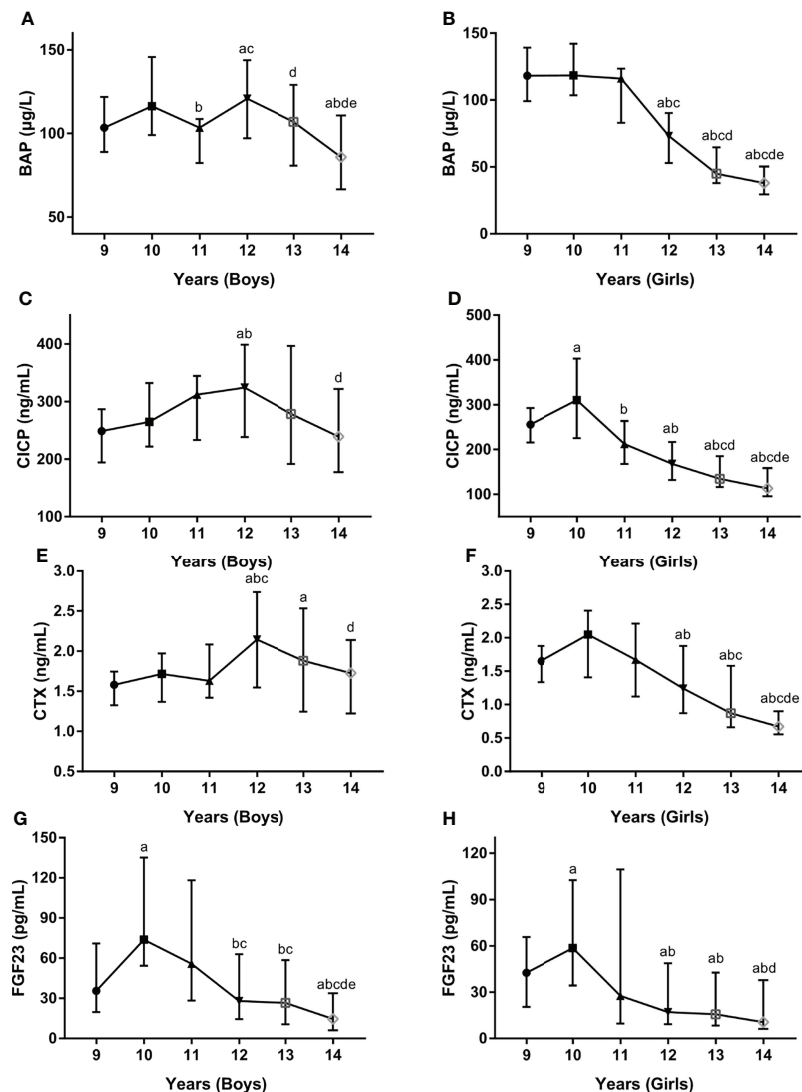 A
BAP (µg/L)
150
100
50
b
ac
d
abde
9 10 11 12 13 14
Years (Boys)
B
BAP (µg/L)
150
100
50
0
abc
abcd
abcde
9 10 11 12 13 14
Years (Girls)
C
CICP (ng/mL)
400
300
200
100
ab
d
9 10 11 12 13 14
Years (Boys)
D
CICP (ng/mL)
500
400
300
200
100
a
b
ab
abcd
abcde
9 10 11 12 13 14
Years (Girls)
E
CTX (ng/mL)
3.0
2.5
2.0
1.5
1.0
0.5
abc
a
d
9 10 11 12 13 14
Years (Boys)
F
CTX (ng/mL)
3.0
2.5
2.0
1.5
1.0
0.5
0.0
ab
abc
abcde
9 10 11 12 13 14
Years (Girls)
G
FGF23 (pg/mL)
150
120
90
60
30
0
a
bc
bc
abcde
9 10 11 12 13 14
Years (Boys)
H
FGF23 (pg/mL)
120
90
60
30
0
a
ab
ab
abd
9 10 11 12 13 14
Years (Girls)